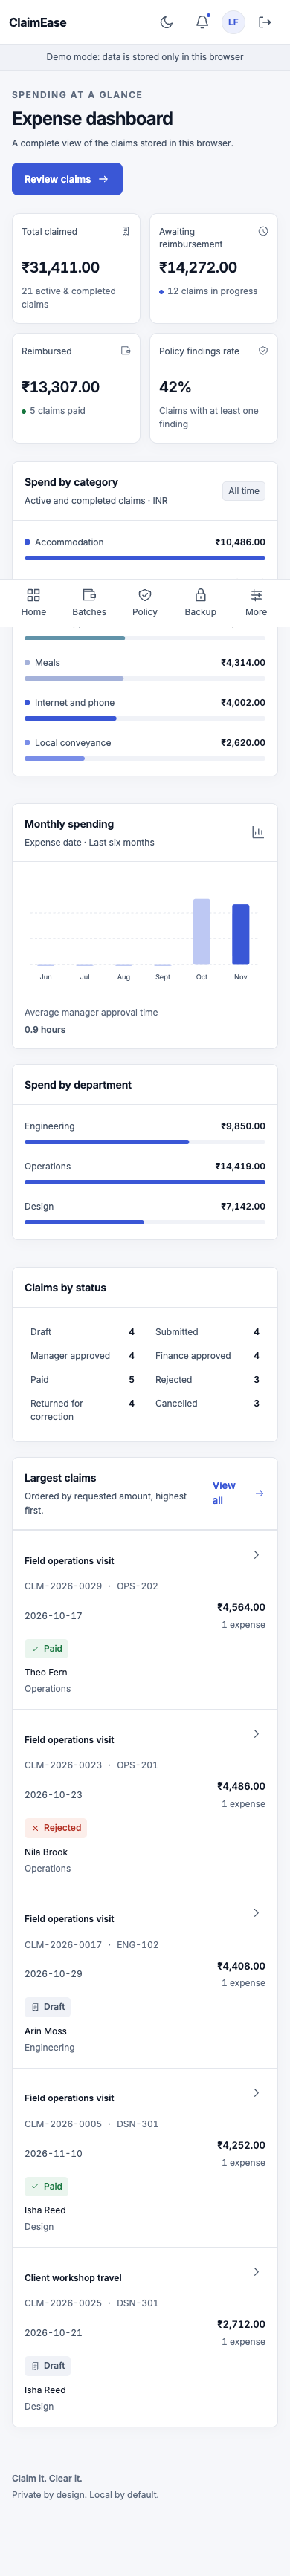 ClaimEase
LF
Demo mode: data is stored only in this browser
SPENDING AT A GLANCE
Expense dashboard
A complete view of the claims stored in this browser.
Review claims
Total claimed
₹31,411.00
21 active & completed
claims
Awaiting
reimbursement
₹14,272.00
12 claims in progress
Reimbursed
₹13,307.00
5 claims paid
Policy findings rate
42%
Claims with at least one
finding
Spend by category
Active and completed claims · INR
All time
Accommodation ₹10,486.00
Home Batches Policy Backup More
Meals ₹4,314.00
Internet and phone ₹4,002.00
Local conveyance ₹2,620.00
Monthly spending
Expense date · Last six months
Jun Jul Aug Sept Oct Nov
Average manager approval time
0.9 hours
Spend by department
Engineering ₹9,850.00
Operations ₹14,419.00
Design ₹7,142.00
Claims by status
Draft 4 Submitted 4
Manager approved 4 Finance approved 4
Paid 5 Rejected 3
Returned for
correction 4 Cancelled 3
Largest claims
Ordered by requested amount, highest
first.
View
all
Field operations visit
CLM-2026-0029 · OPS-202
2026-10-17
₹4,564.00
1 expense
Paid
Theo Fern
Operations
Field operations visit
CLM-2026-0023 · OPS-201
2026-10-23
₹4,486.00
1 expense
Rejected
Nila Brook
Operations
Field operations visit
CLM-2026-0017 · ENG-102
2026-10-29
₹4,408.00
1 expense
Draft
Arin Moss
Engineering
Field operations visit
CLM-2026-0005 · DSN-301
2026-11-10
₹4,252.00
1 expense
Paid
Isha Reed
Design
Client workshop travel
CLM-2026-0025 · DSN-301
2026-10-21
₹2,712.00
1 expense
Draft
Isha Reed
Design
Claim it. Clear it.
Private by design. Local by default.